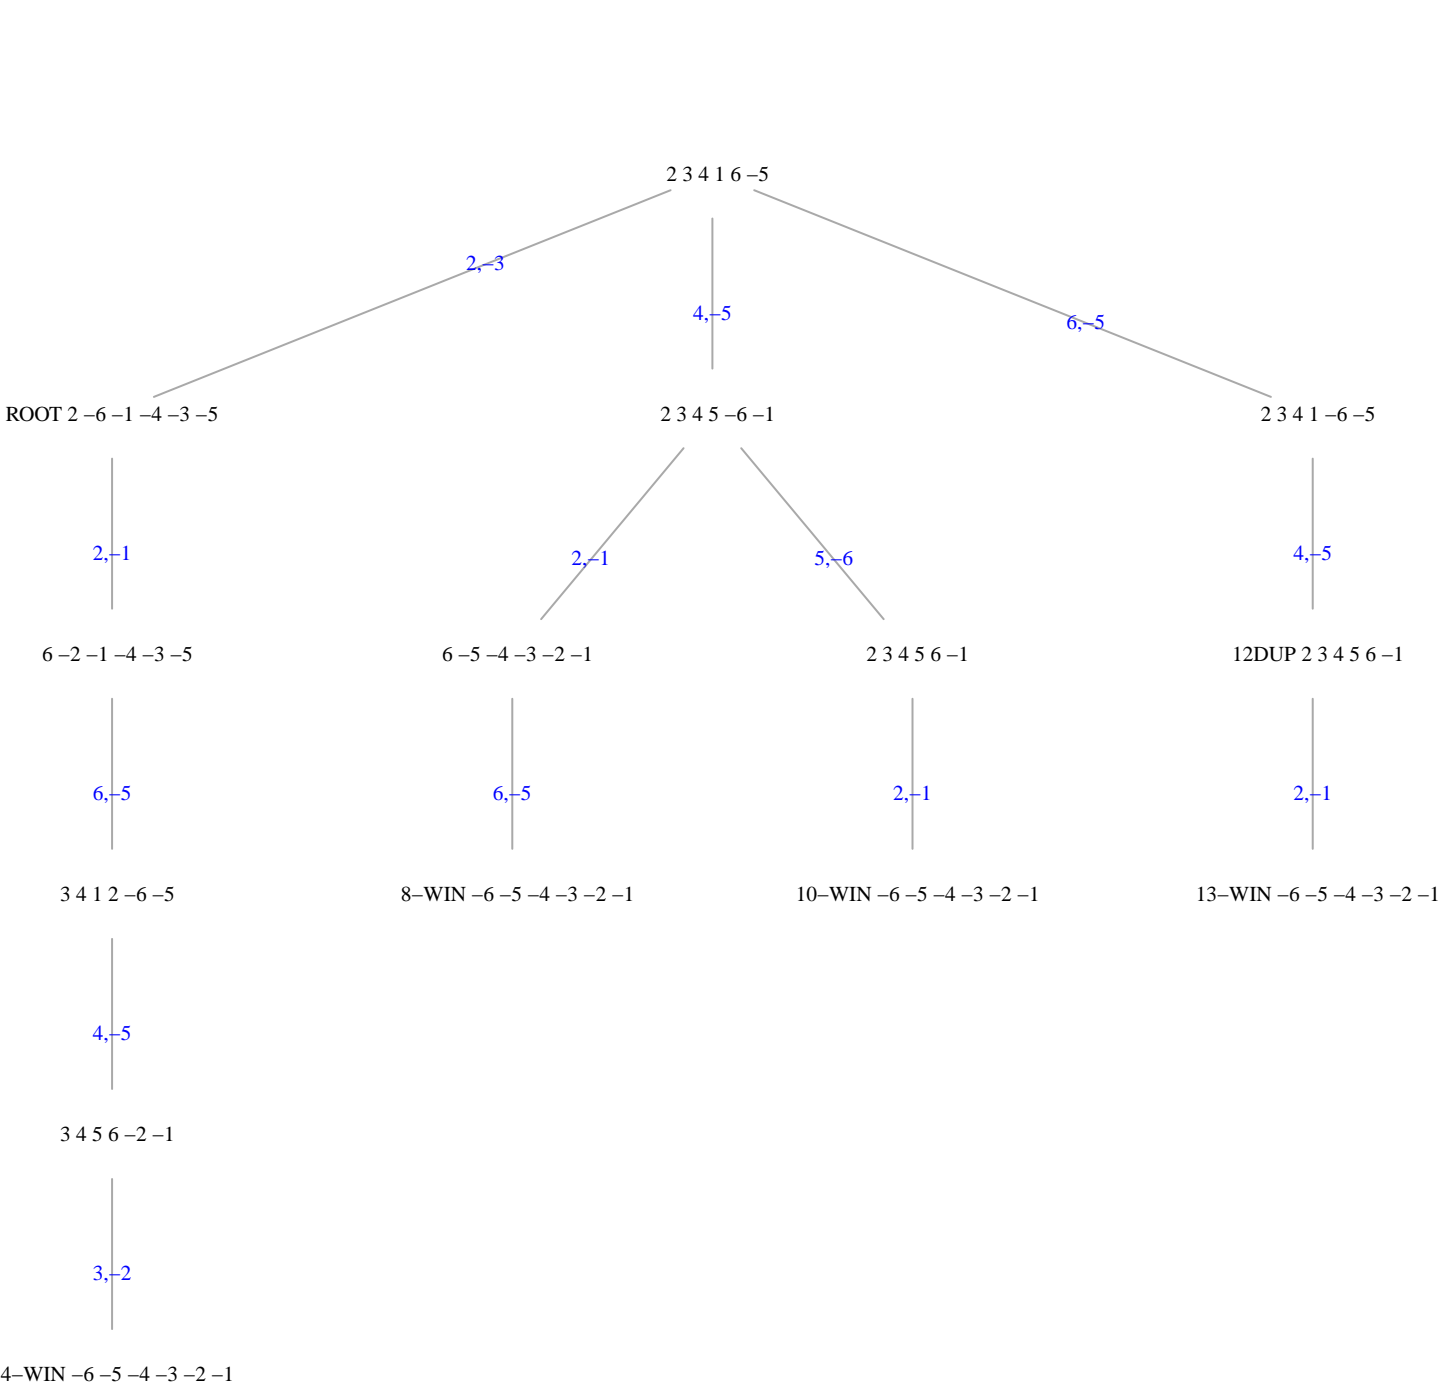 2 3 4 1 6 –5
2,–3
4,–5
6,–5
ROOT 2 –6 –1 –4 –3 –5
2 3 4 5 –6 –1
2 3 4 1 –6 –5
2,–1
2,–1
5,–6
4,–5
6 –2 –1 –4 –3 –5
6 –5 –4 –3 –2 –1
2 3 4 5 6 –1
12DUP 2 3 4 5 6 –1
6,–5
6,–5
2,–1
2,–1
3 4 1 2 –6 –5
8–WIN –6 –5 –4 –3 –2 –1
10–WIN –6 –5 –4 –3 –2 –1
13–WIN –6 –5 –4 –3 –2 –1
4,–5
3 4 5 6 –2 –1
3,–2
4–WIN –6 –5 –4 –3 –2 –1